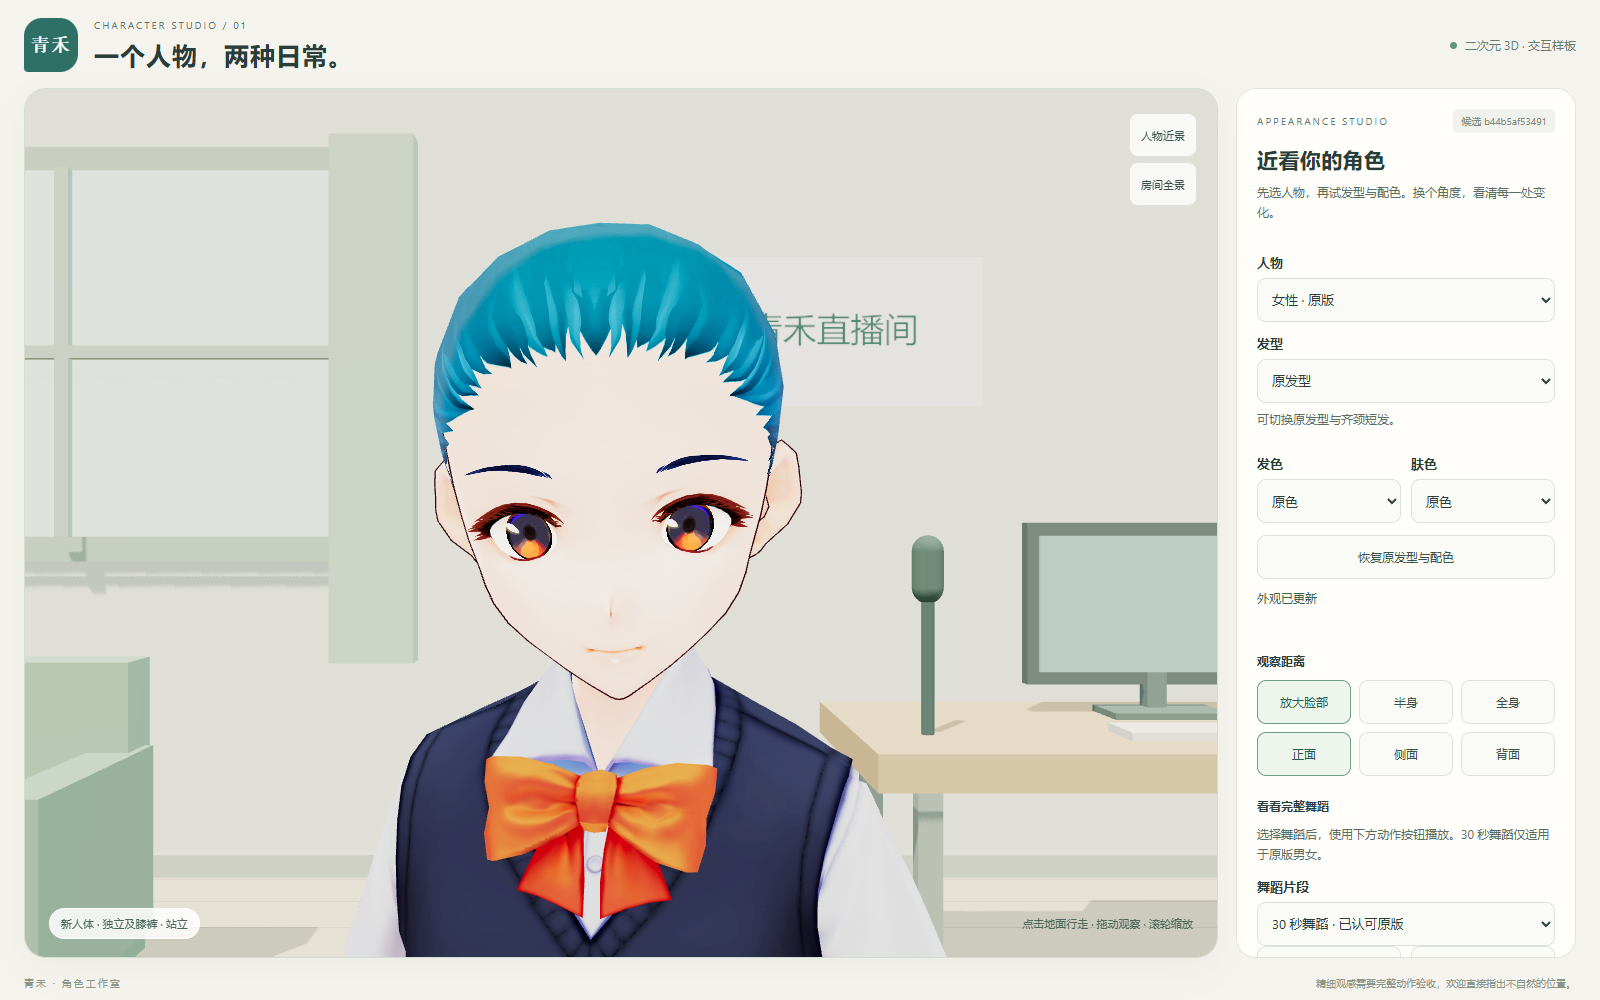 青禾
CHARACTER STUDIO / 01
一个人物，两种日常。
二次元 3D · 交互样板
人物近景
房间全景
青禾直播间
新人体 · 独立及膝裤 · 站立
点击地面行走 · 拖动观察 · 滚轮缩放
APPEARANCE STUDIO
候选 b44b5af53491
近看你的角色
先选人物，再试发型与配色。换个角度，看清每一处变
化。
人物
女性 · 原版
发型
原发型
可切换原发型与齐颈短发。
发色
肤色
原色
原色
恢复原发型与配色
外观已更新
观察距离
放大脸部
半身
全身
正面
侧面
背面
看看完整舞蹈
选择舞蹈后，使用下方动作按钮播放。30 秒舞蹈仅适用
于原版男女。
舞蹈片段
30 秒舞蹈 · 已认可原版
青禾 · 角色工作室
精细观感需要完整动作验收，欢迎直接指出不自然的位置。